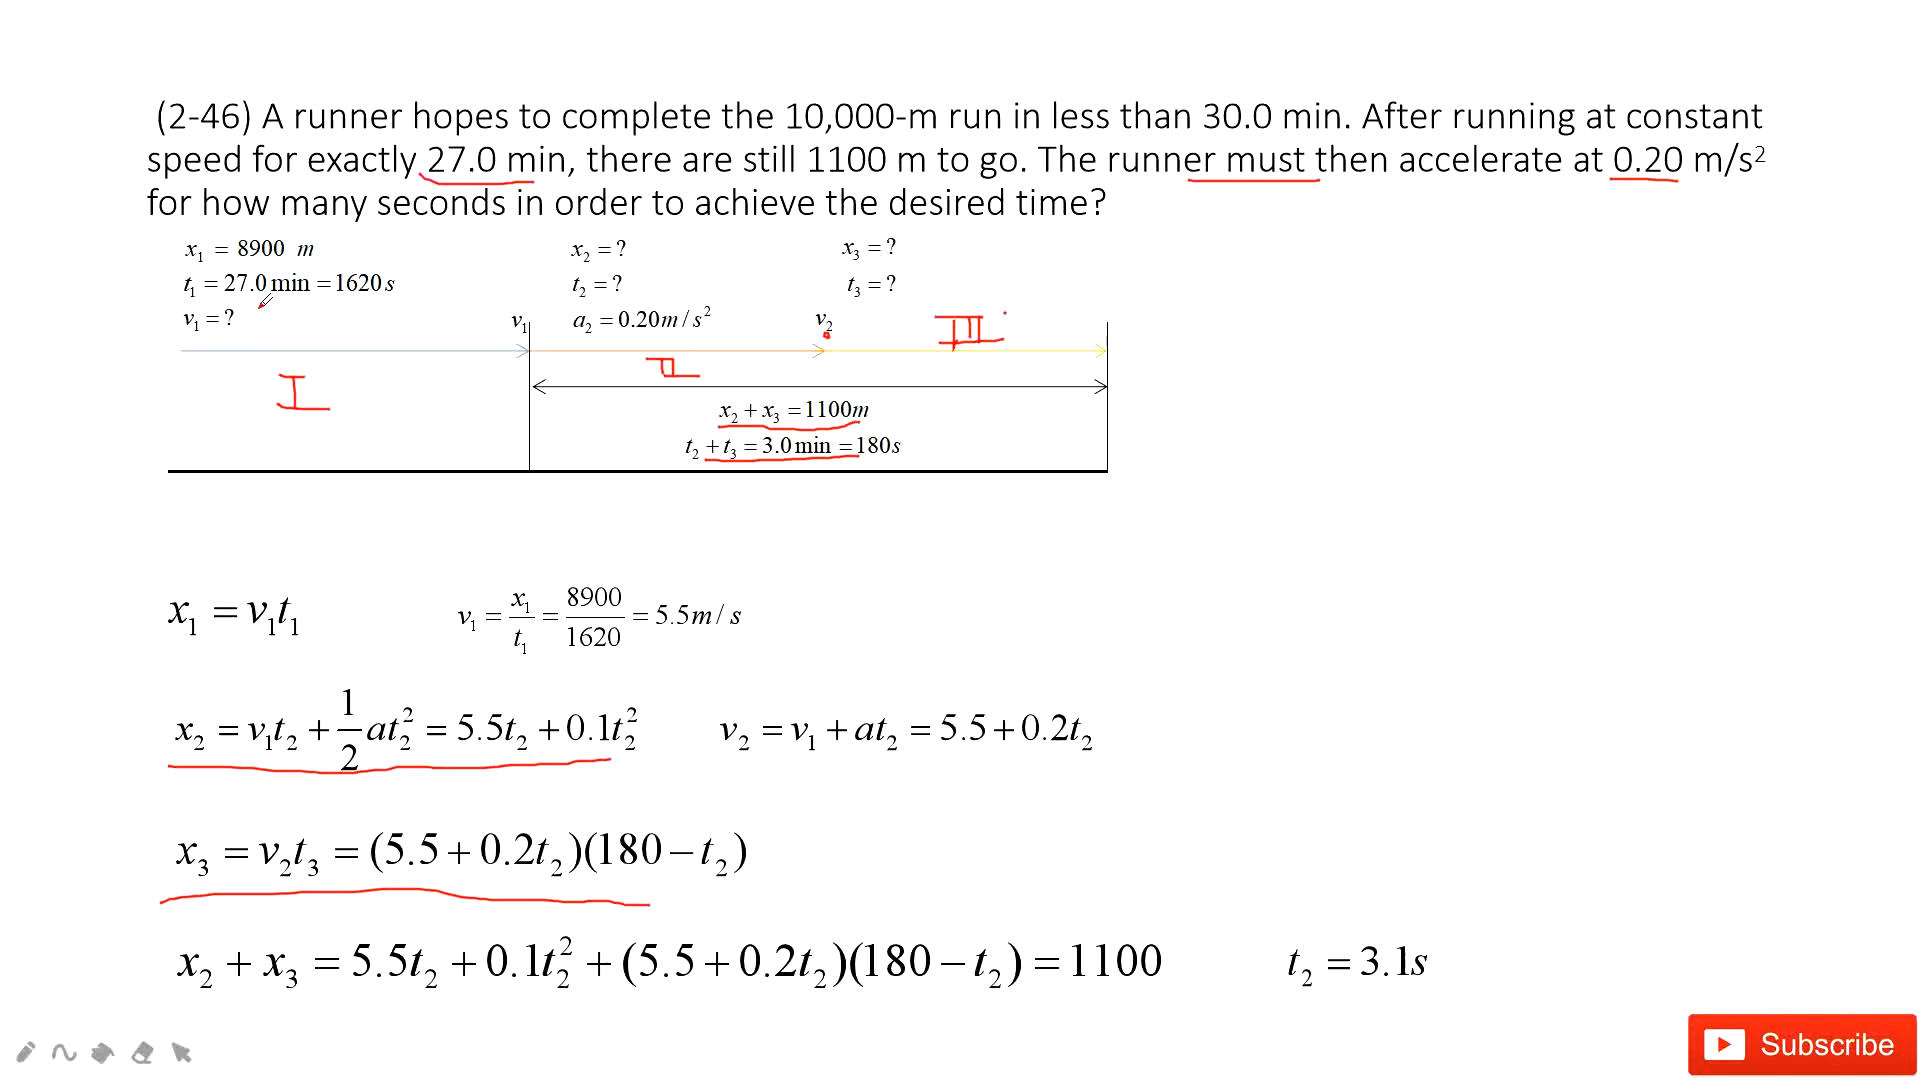 (2-46) A runner hopes to complete the 10,000-m run in less than 30.0 min. After running at constant
speed for exactly 27.0 min, there are still 1100 m to go. The runner must then accelerate at 0.20 m/s²
for how many seconds in order to achieve the desired time?
x₁ = 8900 m x₂ = ? x₃ = ?
t₁ = 27.0 min = 1620 s t₂ = ? t₃ = ?
v₁ = ? v₁ a₂ = 0.20m / s² v₂ III
I II
x₂ + x₃ = 1100m
t₂ + t₃ = 3.0 min = 180s
x₁ = v₁t₁ v₁ = x₁/t₁ = 8900/1620 = 5.5m / s
x₂ = v₁t₂ + 1/2 at₂² = 5.5t₂ + 0.1t₂² v₂ = v₁ + at₂ = 5.5 + 0.2t₂
x₃ = v₂t₃ = (5.5 + 0.2t₂)(180 − t₂)
x₂ + x₃ = 5.5t₂ + 0.1t₂² + (5.5 + 0.2t₂)(180 − t₂) = 1100 t₂ = 3.1s
Subscribe